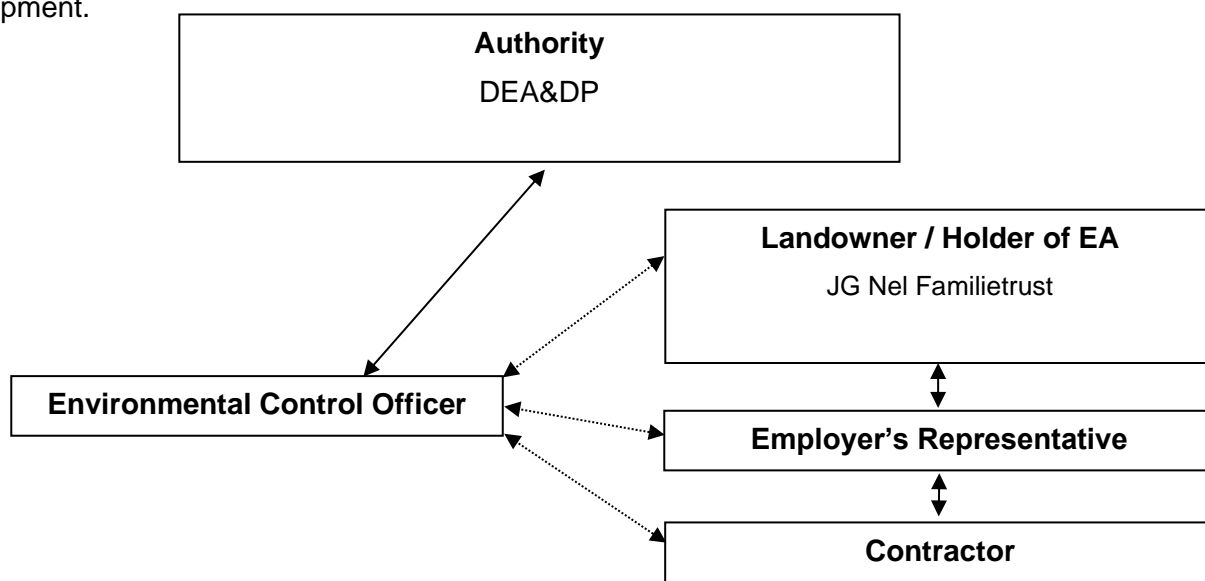 pment.
Authority
DEA&DP
Landowner / Holder of EA
JG Nel Familietrust
Environmental Control Officer
Employer's Representative
Contractor